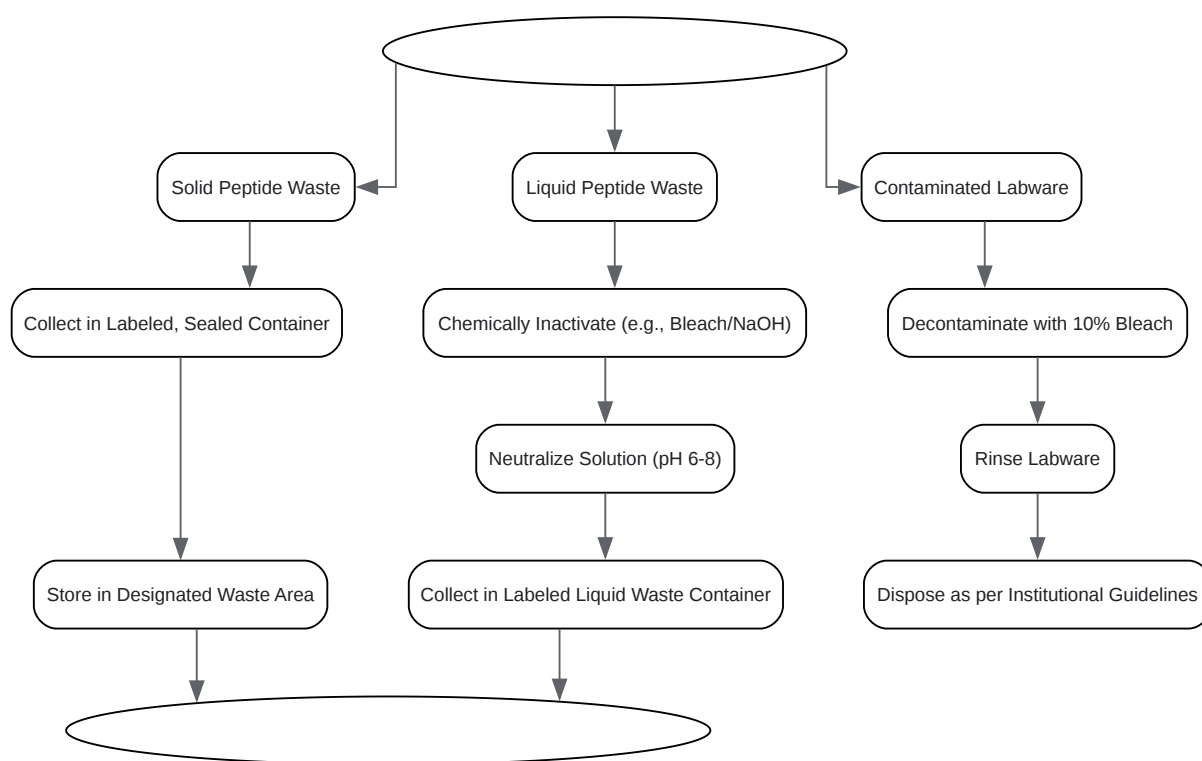 Solid Peptide Waste
Liquid Peptide Waste
Contaminated Labware
Collect in Labeled, Sealed Container
Chemically Inactivate (e.g., Bleach/NaOH)
Decontaminate with 10% Bleach
Neutralize Solution (pH 6-8)
Rinse Labware
Store in Designated Waste Area
Collect in Labeled Liquid Waste Container
Dispose as per Institutional Guidelines